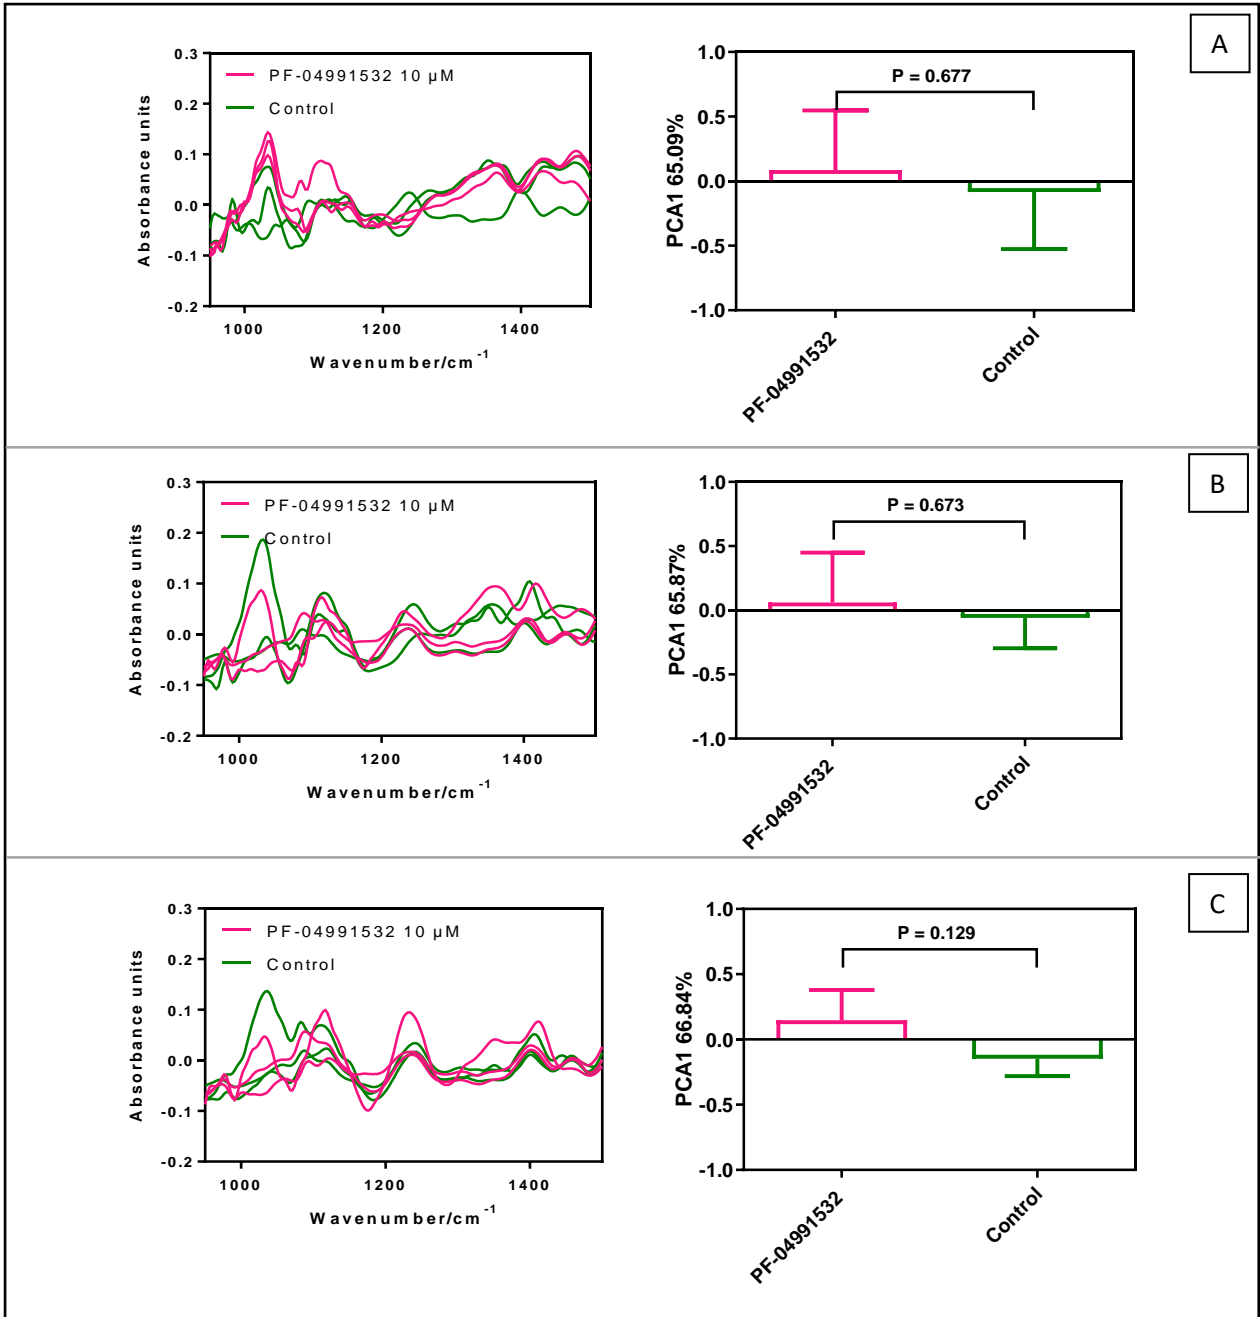 A
0.3
0.2
0.1
0.0
-0.1
-0.2
Absorbance units
PF-04991532 10 µM
Control
1000 1200 1400
Wavenumber/cm-1
1.0
0.5
0.0
-0.5
-1.0
PCA1 65.09%
P = 0.677
PF-04991532
Control
B
0.3
0.2
0.1
0.0
-0.1
-0.2
Absorbance units
PF-04991532 10 µM
Control
1000 1200 1400
Wavenumber/cm-1
1.0
0.5
0.0
-0.5
-1.0
PCA1 65.87%
P = 0.673
PF-04991532
Control
C
0.3
0.2
0.1
0.0
-0.1
-0.2
Absorbance units
PF-04991532 10 µM
Control
1000 1200 1400
Wavenumber/cm-1
1.0
0.5
0.0
-0.5
-1.0
PCA1 66.84%
P = 0.129
PF-04991532
Control